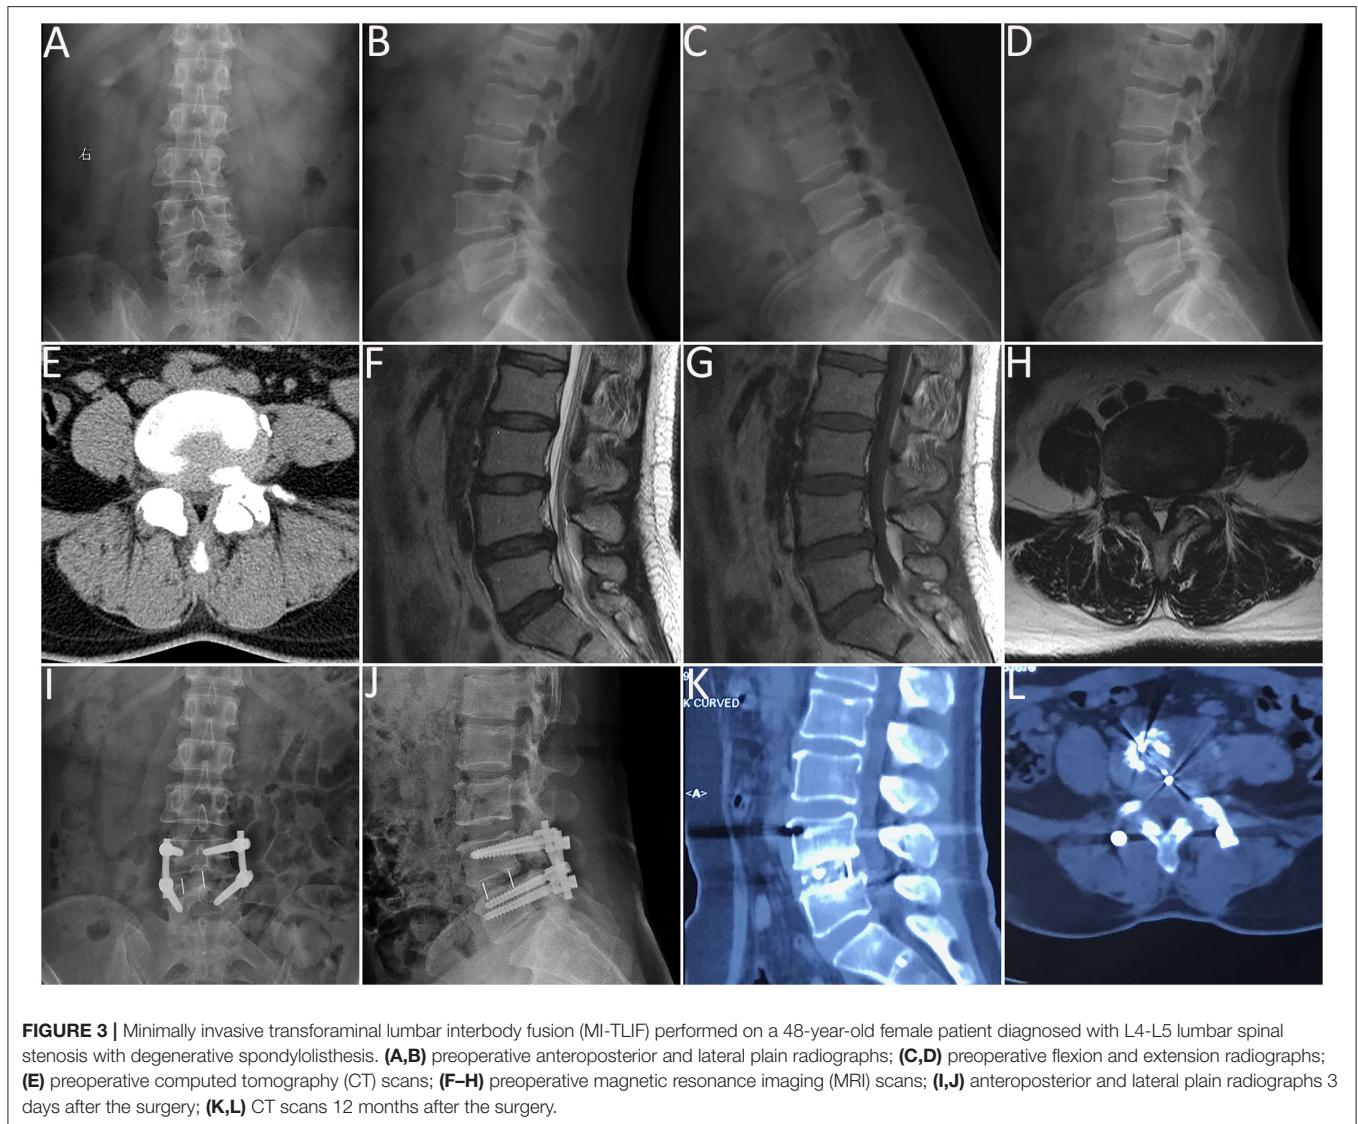 A
B
C
D
右
E
F
G
H
I
J
K
K CURVED
<A>
L
FIGURE 3 | Minimally invasive transforaminal lumbar interbody fusion (MI-TLIF) performed on a 48-year-old female patient diagnosed with L4-L5 lumbar spinal
stenosis with degenerative spondylolisthesis. (A,B) preoperative anteroposterior and lateral plain radiographs; (C,D) preoperative flexion and extension radiographs;
(E) preoperative computed tomography (CT) scans; (F–H) preoperative magnetic resonance imaging (MRI) scans; (I,J) anteroposterior and lateral plain radiographs 3
days after the surgery; (K,L) CT scans 12 months after the surgery.